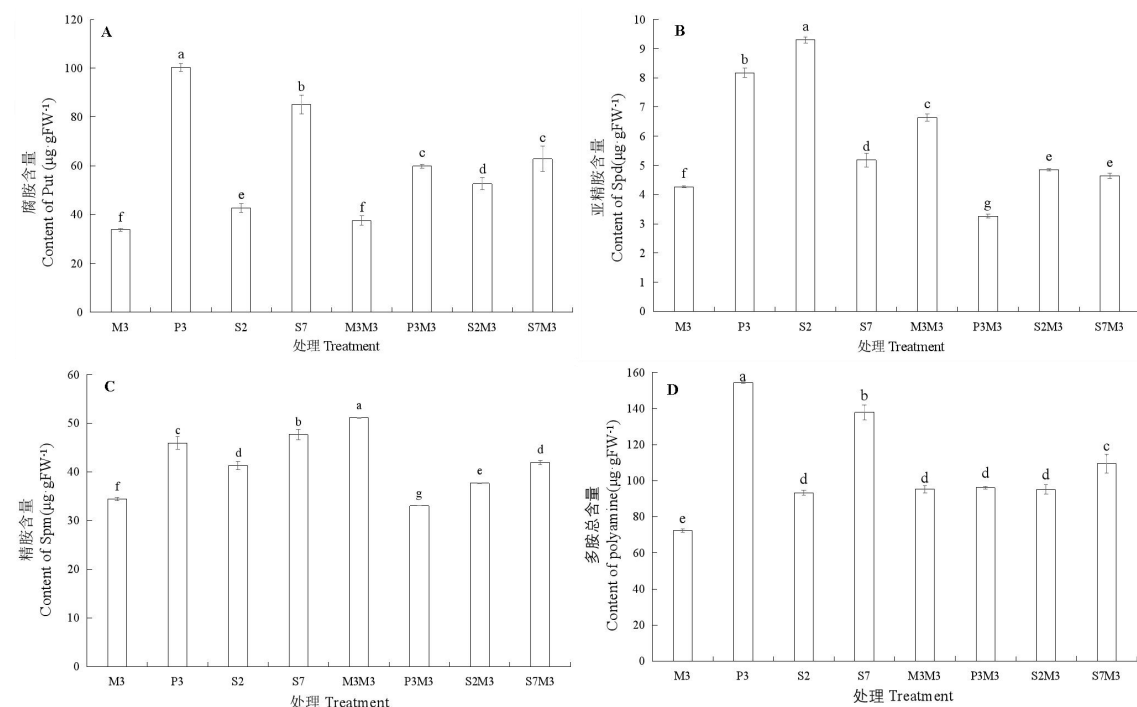 A
腐胺含量
Content of Put (μg·gFW⁻¹)
120
100
80
60
40
20
0
f
a
e
b
f
c
d
c
M3 P3 S2 S7 M3M3 P3M3 S2M3 S7M3
处理 Treatment
B
亚精胺含量
Content of Spd(μg·gFW⁻¹)
10
9
8
7
6
5
4
3
2
1
0
f
b
a
d
c
g
e
e
M3 P3 S2 S7 M3M3 P3M3 S2M3 S7M3
处理 Treatment
C
精胺含量
Content of Spm(μg·gFW⁻¹)
60
50
40
30
20
10
0
f
c
d
b
a
g
e
d
M3 P3 S2 S7 M3M3 P3M3 S2M3 S7M3
处理 Treatment
D
多胺总含量
Content of polyamine(μg·gFW⁻¹)
160
140
120
100
80
60
40
20
0
e
a
d
b
d
d
d
c
M3 P3 S2 S7 M3M3 P3M3 S2M3 S7M3
处理 Treatment